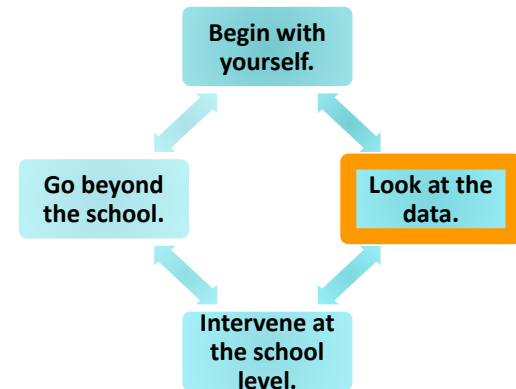 Begin with
yourself.
Go beyond
the school.
Look at the
data.
Intervene at
the school
level.